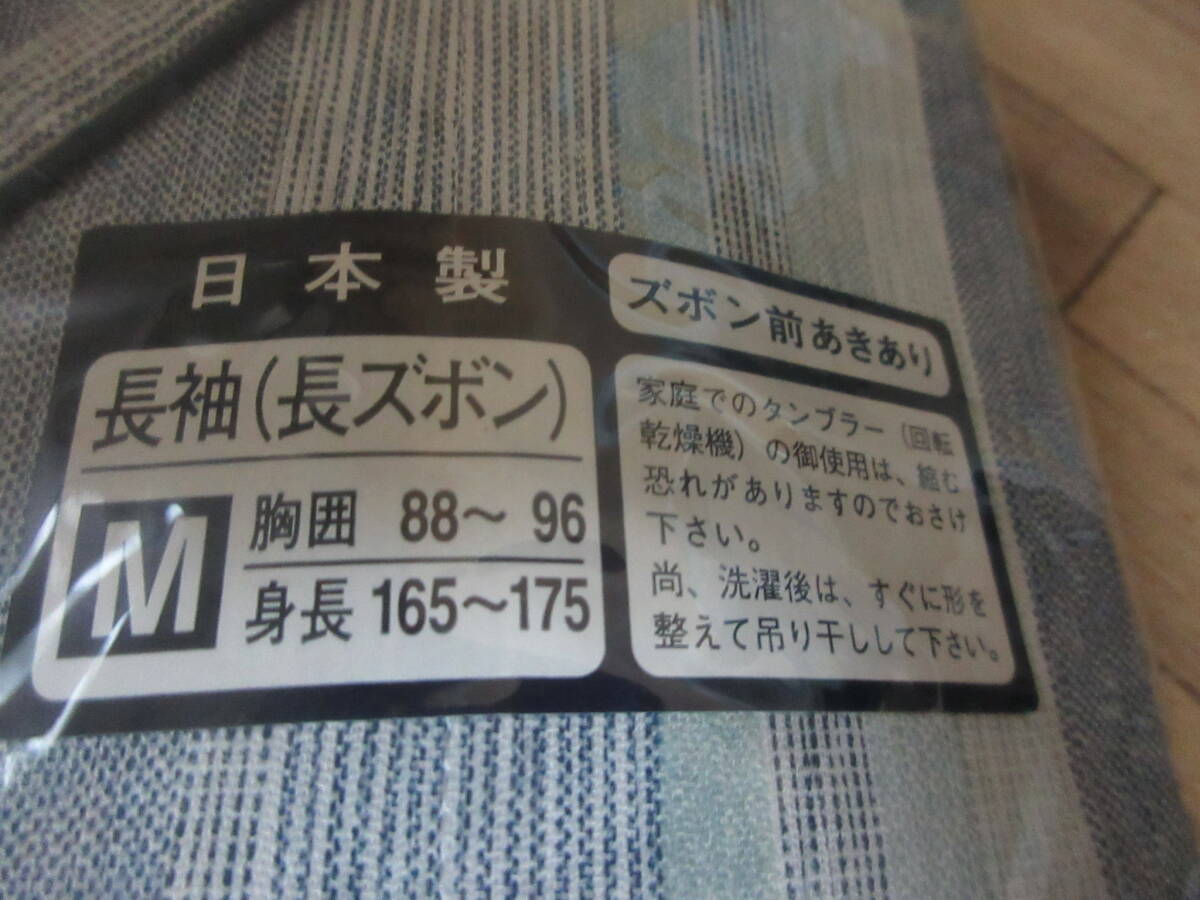 日本製
長袖(長ズボン)
M
胸囲 88〜96
身長 165〜175
ズボン前あきあり
家庭でのタンブラー(回転
乾燥機)の御使用は、縮む
恐れがありますのでおさけ
下さい。
尚、洗濯後は、すぐに形を
整えて吊り干しして下さい。